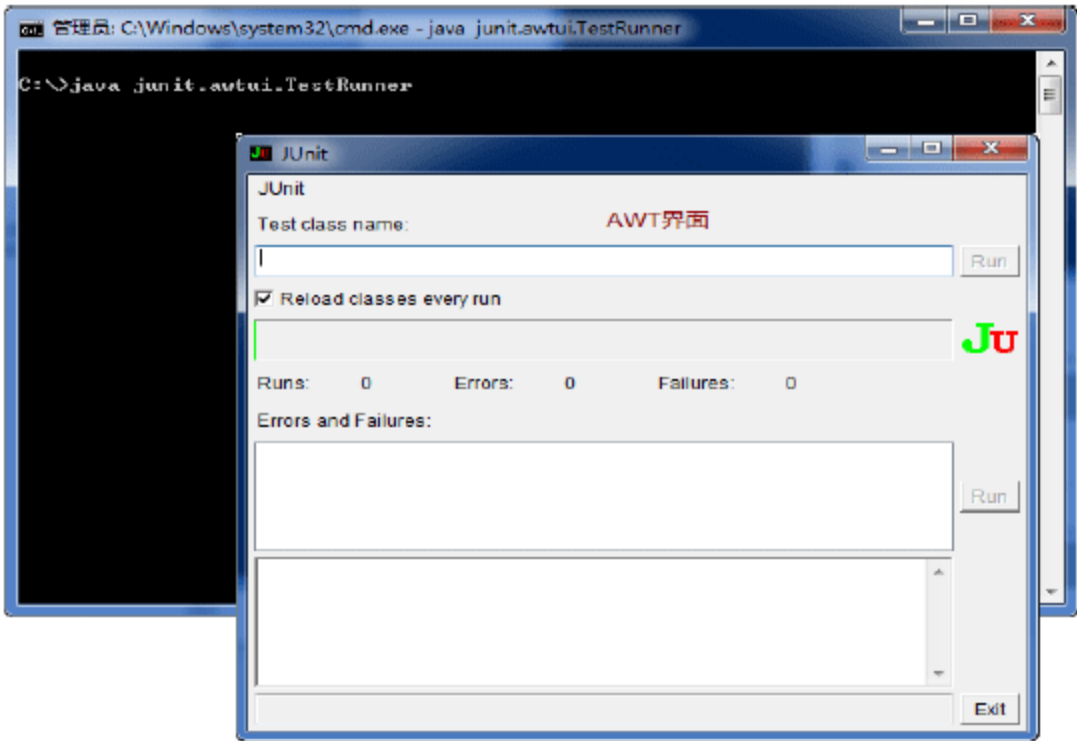 管理员: C:\Windows\system32\cmd.exe - java junit.awtui.TestRunner
C:\>java junit.awtui.TestRunner
JUnit
JUnit
Test class name:
AWT界面
Run
Reload classes every run
JU
Runs: 0 Errors: 0 Failures: 0
Errors and Failures:
Run
Exit